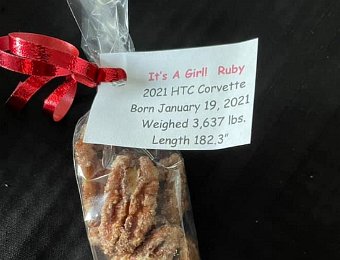 It's A Girl! Ruby
2021 HTC Corvette
Born January 19, 2021
Weighed 3,637 lbs.
Length 182.3"